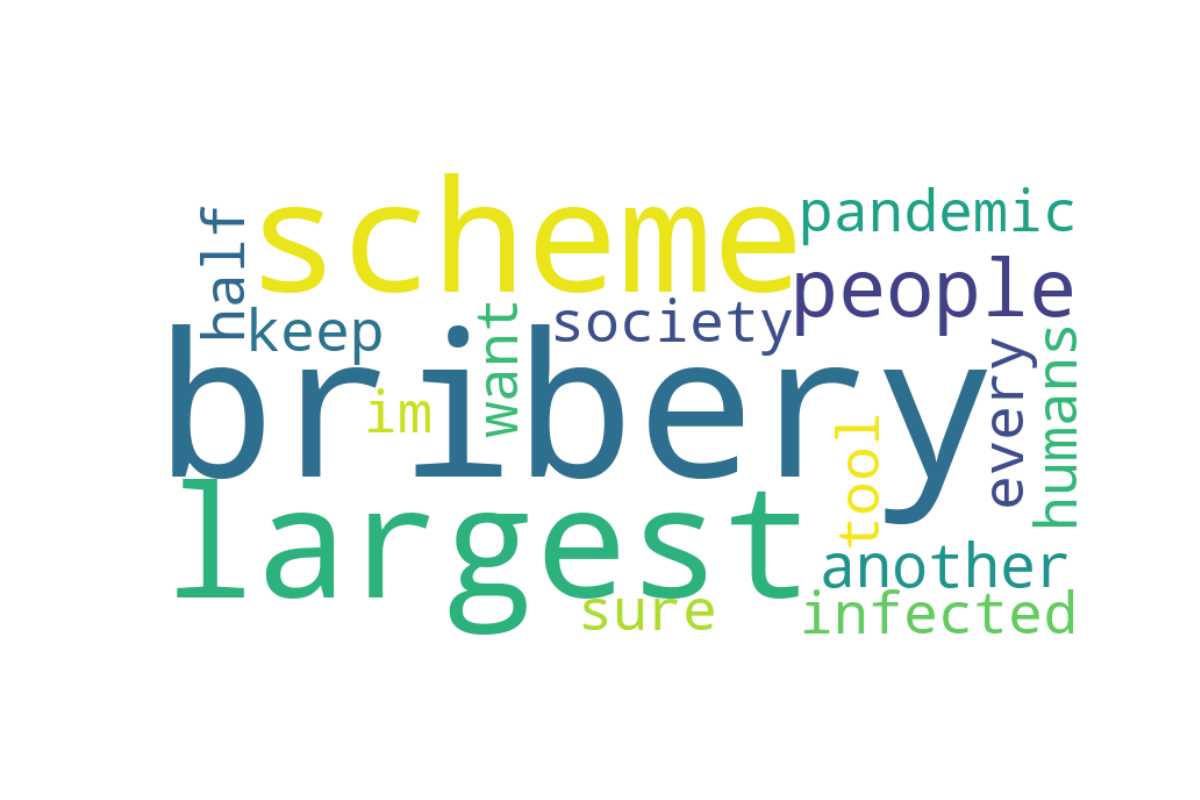 scheme
pandemic
half
people
keep
want
society
bribery
im
every
humans
tool
largest
another
sure
infected